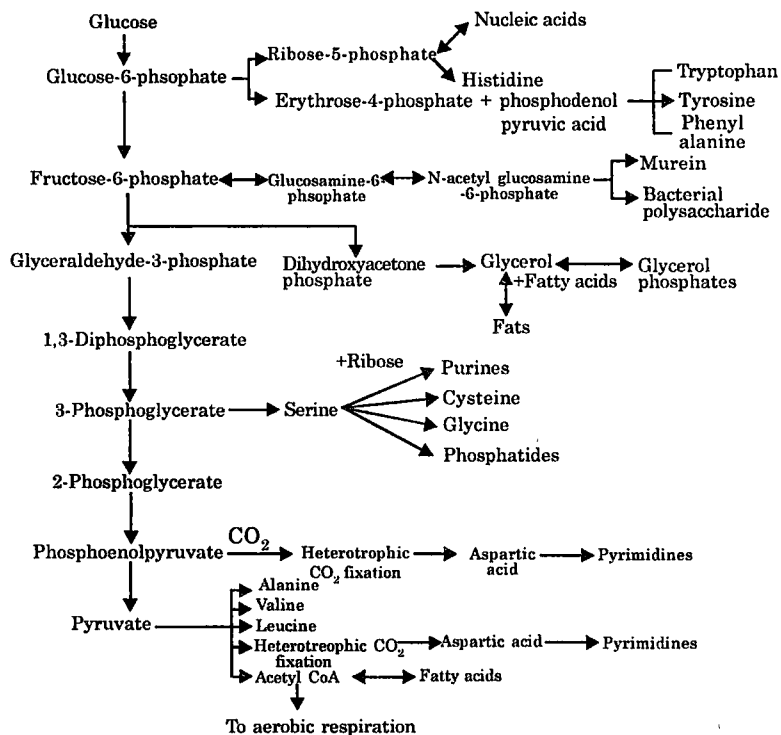 Glucose
Nucleic acids
Ribose-5-phosphate
Glucose-6-phsophate
Histidine
Tryptophan
Erythrose-4-phosphate + phosphodenol
pyruvic acid
Tyrosine
Phenyl
alanine
Fructose-6-phosphate
Glucosamine-6
phsophate
N-acetyl glucosamine
-6-phosphate
Murein
Bacterial
polysaccharide
Glyceraldehyde-3-phosphate
Dihydroxyacetone
phosphate
Glycerol
+Fatty acids
Glycerol
phosphates
Fats
1,3-Diphosphoglycerate
+Ribose
Purines
Cysteine
3-Phosphoglycerate
Serine
Glycine
Phosphatides
2-Phosphoglycerate
Phosphoenolpyruvate
CO2
Heterotrophic
CO2 fixation
Aspartic
acid
Pyrimidines
Pyruvate
Alanine
Valine
Leucine
Heterotreophic CO2
fixation
Aspartic acid
Pyrimidines
Acetyl CoA
Fatty acids
To aerobic respiration